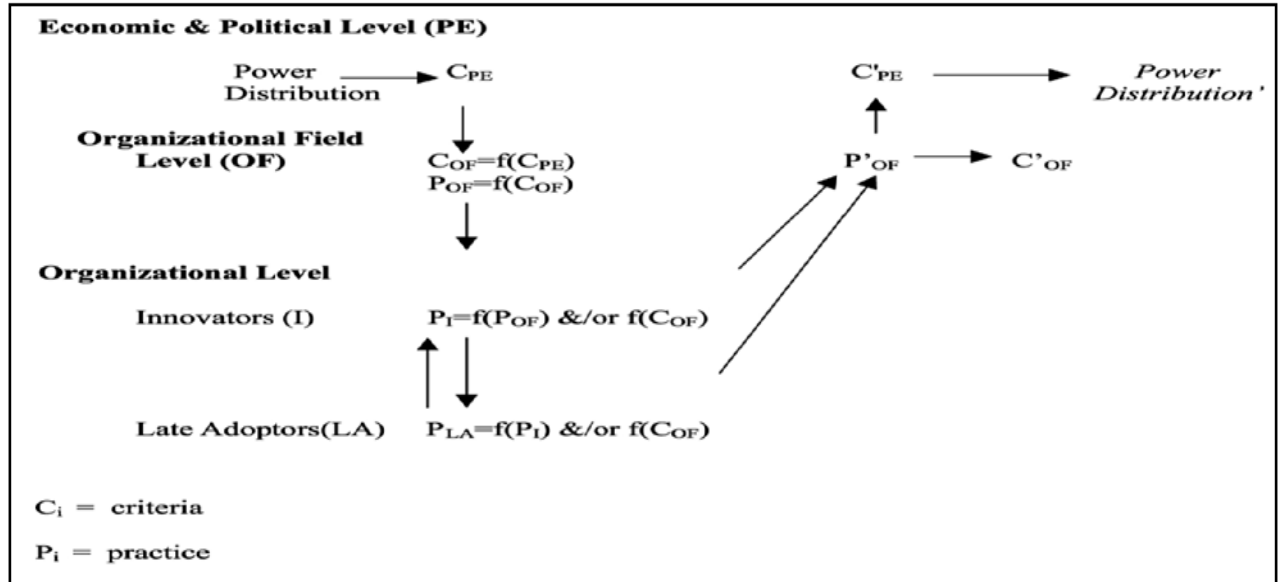 Economic & Political Level (PE)
Power Distribution
C_PE
C'_PE
Power Distribution'
Organizational Field Level (OF)
C_OF=f(C_PE)
P_OF=f(C_OF)
P'_OF
C'_OF
Organizational Level
Innovators (I)
P_I=f(P_OF) &/or f(C_OF)
Late Adoptors(LA)
P_LA=f(P_I) &/or f(C_OF)
C_i = criteria
P_i = practice